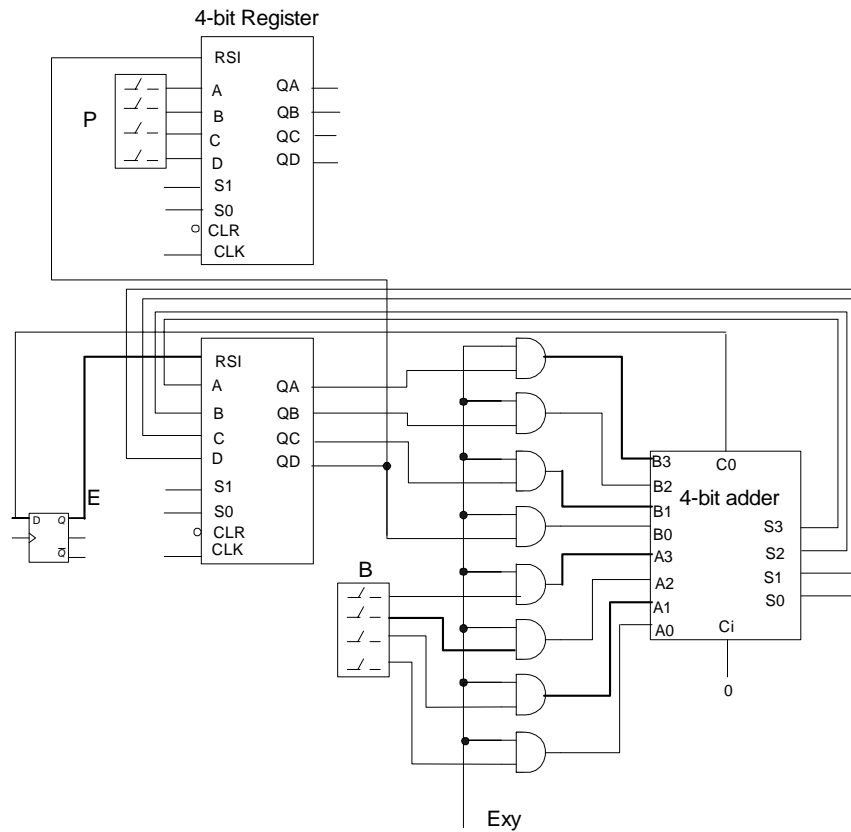 4-bit Register
RSI
A QA
B QB
C QC
D QD
S1
S0
CLR
CLK
P
RSI
A QA
B QB
C QC
D QD
S1
S0
CLR
CLK
E
D Q
Q
B
B3 C0
B2
4-bit adder
B1
B0 S3
A3 S2
A2 S1
A1 S0
A0 Ci
0
Exy